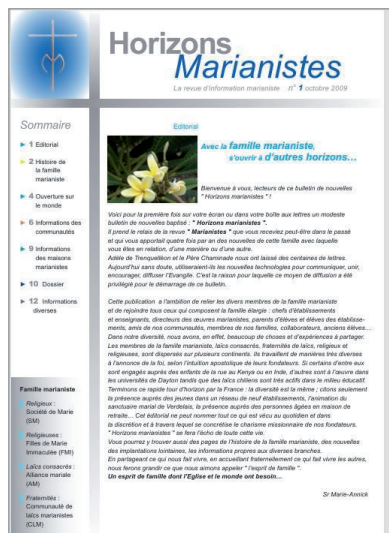 Horizons
Marianistes
La revue d'information marianiste n° 1 octobre 2009
Sommaire
1 Editorial
2 Histoire de
la famille
marianiste
4 Ouverture sur
le monde
6 Informations des
communautés
9 Informations
des maisons
marianistes
10 Dossier
12 Informations
diverses
Famille marianiste
Religieux :
Société de Marie
(SM)
Religieuses :
Filles de Marie
Immaculée (FMI)
Laïcs consacrés :
Alliance mariale
(AM)
Fraternités :
Communauté de
laïcs marianistes
(CLM)
Editorial
Avec la famille marianiste,
s'ouvrir à d'autres horizons…
Bienvenue à vous, lecteurs de ce bulletin de nouvelles
" Horizons marianistes " !
Voici pour la première fois sur votre écran ou dans votre boîte aux lettres un modeste
bulletin de nouvelles baptisé : " Horizons marianistes ".
Il prend le relais de la revue " Marianistes " que vous receviez peut-être dans le passé
et qui vous apportait quatre fois par an des nouvelles de cette famille avec laquelle
vous êtes en relation, d'une manière ou d'une autre.
Adèle de Trenquelléon et le Père Chaminade nous ont laissé des centaines de lettres.
Aujourd'hui sans doute, utiliseraient-ils les nouvelles technologies pour communiquer, unir,
encourager, diffuser l'Evangile. C'est la raison pour laquelle ce moyen de diffusion a été
privilégié pour le démarrage de ce bulletin.
Cette publication a l'ambition de relier les divers membres de la famille marianiste
et de rejoindre tous ceux qui composent la famille élargie : chefs d'établissements
et enseignants, directeurs des œuvres marianistes, parents d'élèves et élèves des établisse-
ments, amis de nos communautés, membres de nos familles, collaborateurs, anciens élèves…
Dans notre diversité, nous avons, en effet, beaucoup de choses et d'expériences à partager.
Les membres de la famille marianiste, laïcs consacrés, fraternités de laïcs, religieux et
religieuses, sont dispersés sur plusieurs continents. Ils travaillent de manières très diverses
à l'annonce de la foi, selon l'intuition apostolique de leurs fondateurs. Si certains d'entre eux
sont engagés auprès des enfants de la rue au Kenya ou en Inde, d'autres sont à l'œuvre dans
les universités de Dayton tandis que des laïcs chiliens sont très actifs dans le milieu éducatif.
Terminons ce rapide tour d'horizon par la France : la diversité est la même ; citons seulement
la présence auprès des jeunes dans un réseau de neuf établissements, l'animation du
sanctuaire marial de Verdelais, la présence auprès des personnes âgées en maison de
retraite… Cet éditorial ne peut nommer tout ce qui est vécu au quotidien et dans
la discrétion et à travers lequel se concrétise le charisme missionnaire de nos fondateurs.
" Horizons marianistes " se fera l'écho de toute cette vie.
Vous pourrez y trouver aussi des pages de l'histoire de la famille marianiste, des nouvelles
des implantations lointaines, les informations propres aux diverses branches.
En partageant ce qui nous fait vivre, en accueillant fraternellement ce qui fait vivre les autres,
nous ferons grandir ce que nous aimons appeler " l'esprit de famille ".
Un esprit de famille dont l'Eglise et le monde ont besoin…
Sr Marie-Annick